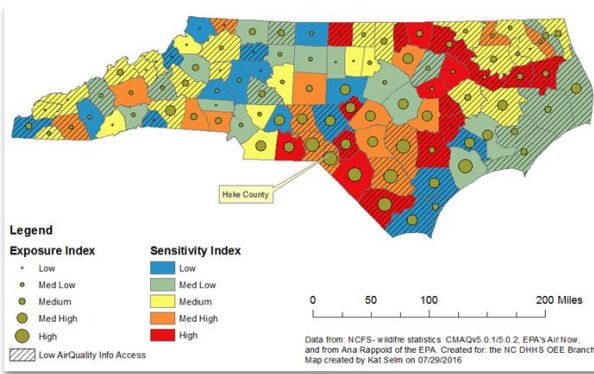 Hoke County
Legend
Exposure Index
Low
Med Low
Medium
Med High
High
Low AirQuality Info Access
Sensitivity Index
Low
Med Low
Medium
Med High
High
0 50 100 200 Miles
Data from: NCFS- wildfire statistics CMAQv5.0.1/5.0.2, EPA's Air Now,
and from Ana Rappold of the EPA. Created for: the NC DHHS OEE Branch
Map created by Kat Selm on 07/29/2016